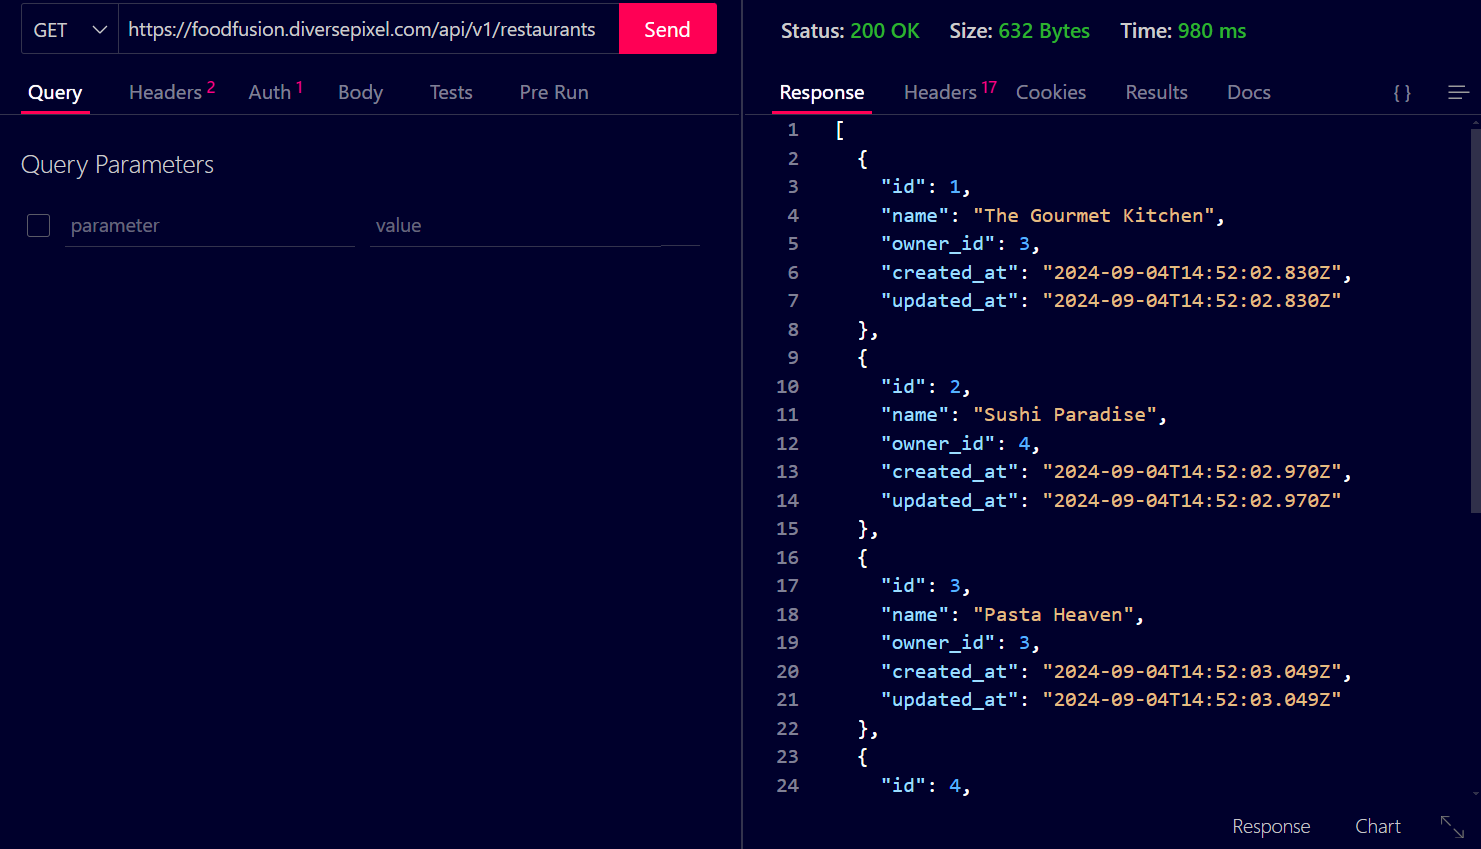 GET https://foodfusion.diversepixel.com/api/v1/restaurants Send
Query Headers 2 Auth 1 Body Tests Pre Run
Query Parameters
parameter value
Status: 200 OK Size: 632 Bytes Time: 980 ms
Response Headers 17 Cookies Results Docs { }
1 [
2 {
3 "id": 1,
4 "name": "The Gourmet Kitchen",
5 "owner_id": 3,
6 "created_at": "2024-09-04T14:52:02.830Z",
7 "updated_at": "2024-09-04T14:52:02.830Z"
8 },
9 {
10 "id": 2,
11 "name": "Sushi Paradise",
12 "owner_id": 4,
13 "created_at": "2024-09-04T14:52:02.970Z",
14 "updated_at": "2024-09-04T14:52:02.970Z"
15 },
16 {
17 "id": 3,
18 "name": "Pasta Heaven",
19 "owner_id": 3,
20 "created_at": "2024-09-04T14:52:03.049Z",
21 "updated_at": "2024-09-04T14:52:03.049Z"
22 },
23 {
24 "id": 4,
Response Chart